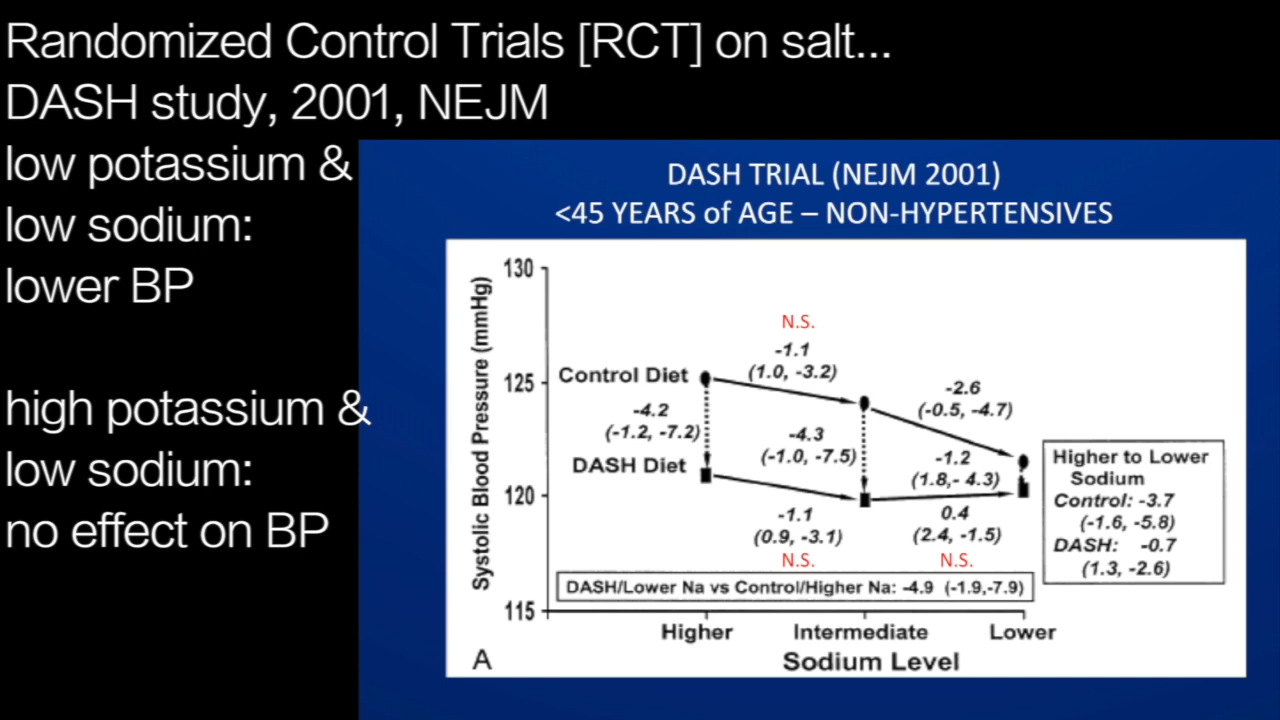 Randomized Control Trials [RCT] on salt...
DASH study, 2001, NEJM
low potassium &
low sodium:
lower BP
high potassium &
low sodium:
no effect on BP
DASH TRIAL (NEJM 2001)
<45 YEARS of AGE – NON-HYPERTENSIVES
Systolic Blood Pressure (mmHg)
130
125
120
115
N.S.
-1.1
(1.0, -3.2)
Control Diet
-2.6
(-0.5, -4.7)
-4.2
(-1.2, -7.2)
-4.3
(-1.0, -7.5)
DASH Diet
-1.2
(1.8,- 4.3)
-1.1
(0.9, -3.1)
N.S.
0.4
(2.4, -1.5)
N.S.
Higher to Lower
Sodium
Control: -3.7
(-1.6, -5.8)
DASH: -0.7
(1.3, -2.6)
DASH/Lower Na vs Control/Higher Na: -4.9 (-1.9,-7.9)
Higher Intermediate Lower
A
Sodium Level